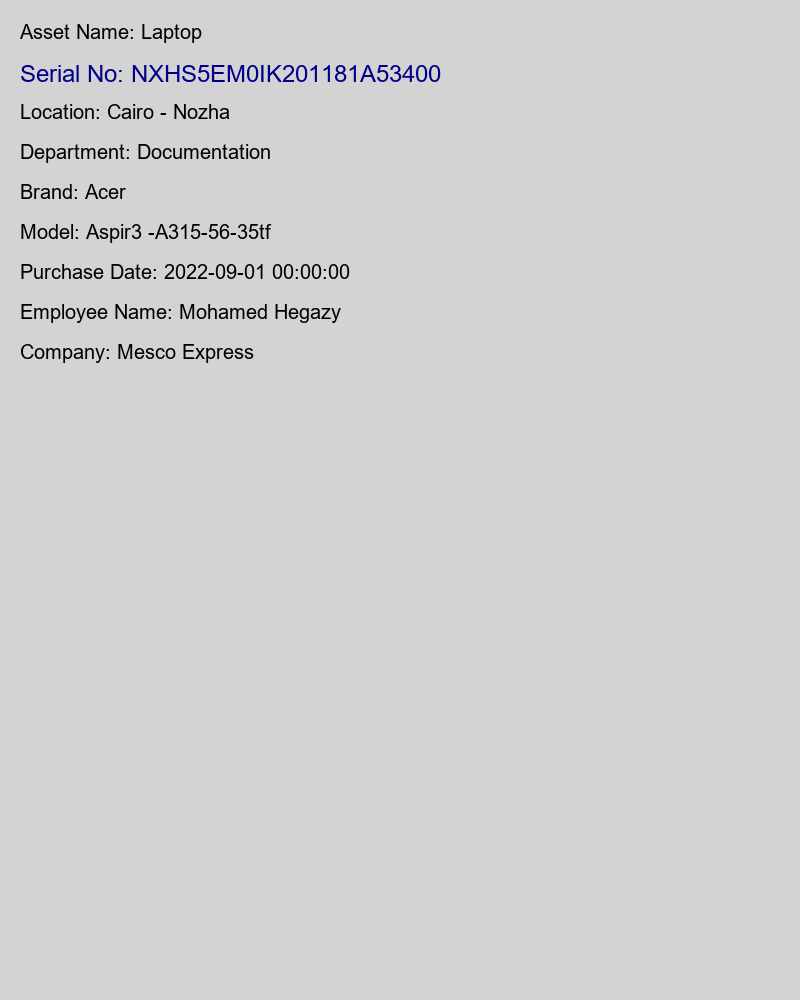 Asset Name: Laptop
Serial No: NXHS5EM0IK201181A53400
Location: Cairo - Nozha
Department: Documentation
Brand: Acer
Model: Aspir3 -A315-56-35tf
Purchase Date: 2022-09-01 00:00:00
Employee Name: Mohamed Hegazy
Company: Mesco Express